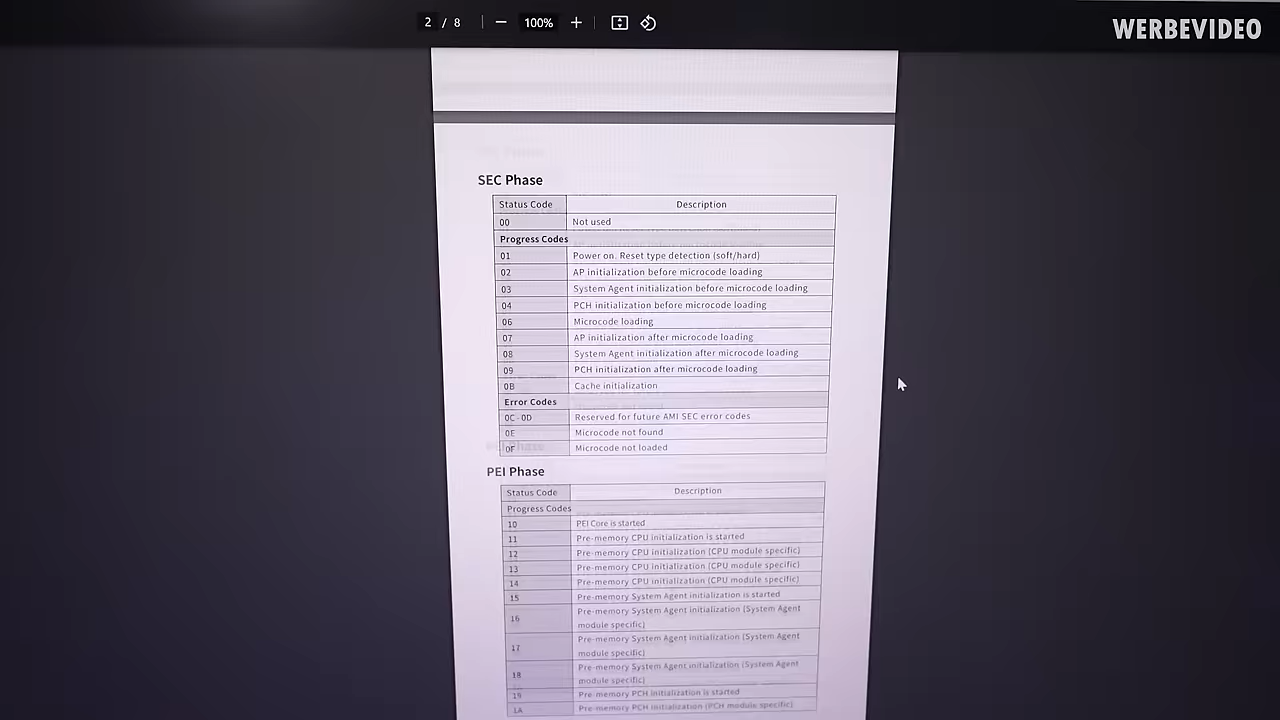 2 / 8 100%
WERBEVIDEO
SEC Phase
Status Code Description
00 Not used
Progress Codes
01 Power on. Reset type detection (soft/hard)
02 AP initialization before microcode loading
03 System Agent initialization before microcode loading
04 PCH initialization before microcode loading
06 Microcode loading
07 AP initialization after microcode loading
08 System Agent initialization after microcode loading
09 PCH initialization after microcode loading
0B Cache initialization
Error Codes
0C - 0D Reserved for future AMI SEC error codes
0E Microcode not found
0F Microcode not loaded
PEI Phase
Status Code Description
Progress Codes
10 PEI Core is started
11 Pre-memory CPU initialization is started
12 Pre-memory CPU initialization (CPU module specific)
13 Pre-memory CPU initialization (CPU module specific)
14 Pre-memory CPU initialization (CPU module specific)
15 Pre-memory System Agent initialization is started
16 Pre-memory System Agent initialization (System Agent
module specific)
17 Pre-memory System Agent initialization (System Agent
module specific)
18 Pre-memory System Agent initialization (System Agent
module specific)
19 Pre-memory PCH initialization is started
1A Pre-memory PCH initialization (PCH module specific)